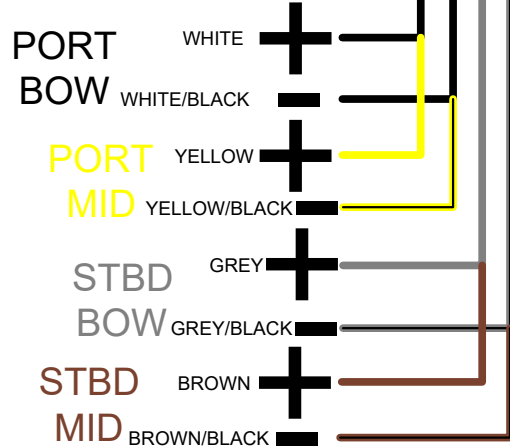 PORT
BOW
WHITE
WHITE/BLACK
PORT
MID
YELLOW
YELLOW/BLACK
STBD
BOW
GREY
GREY/BLACK
STBD
MID
BROWN
BROWN/BLACK